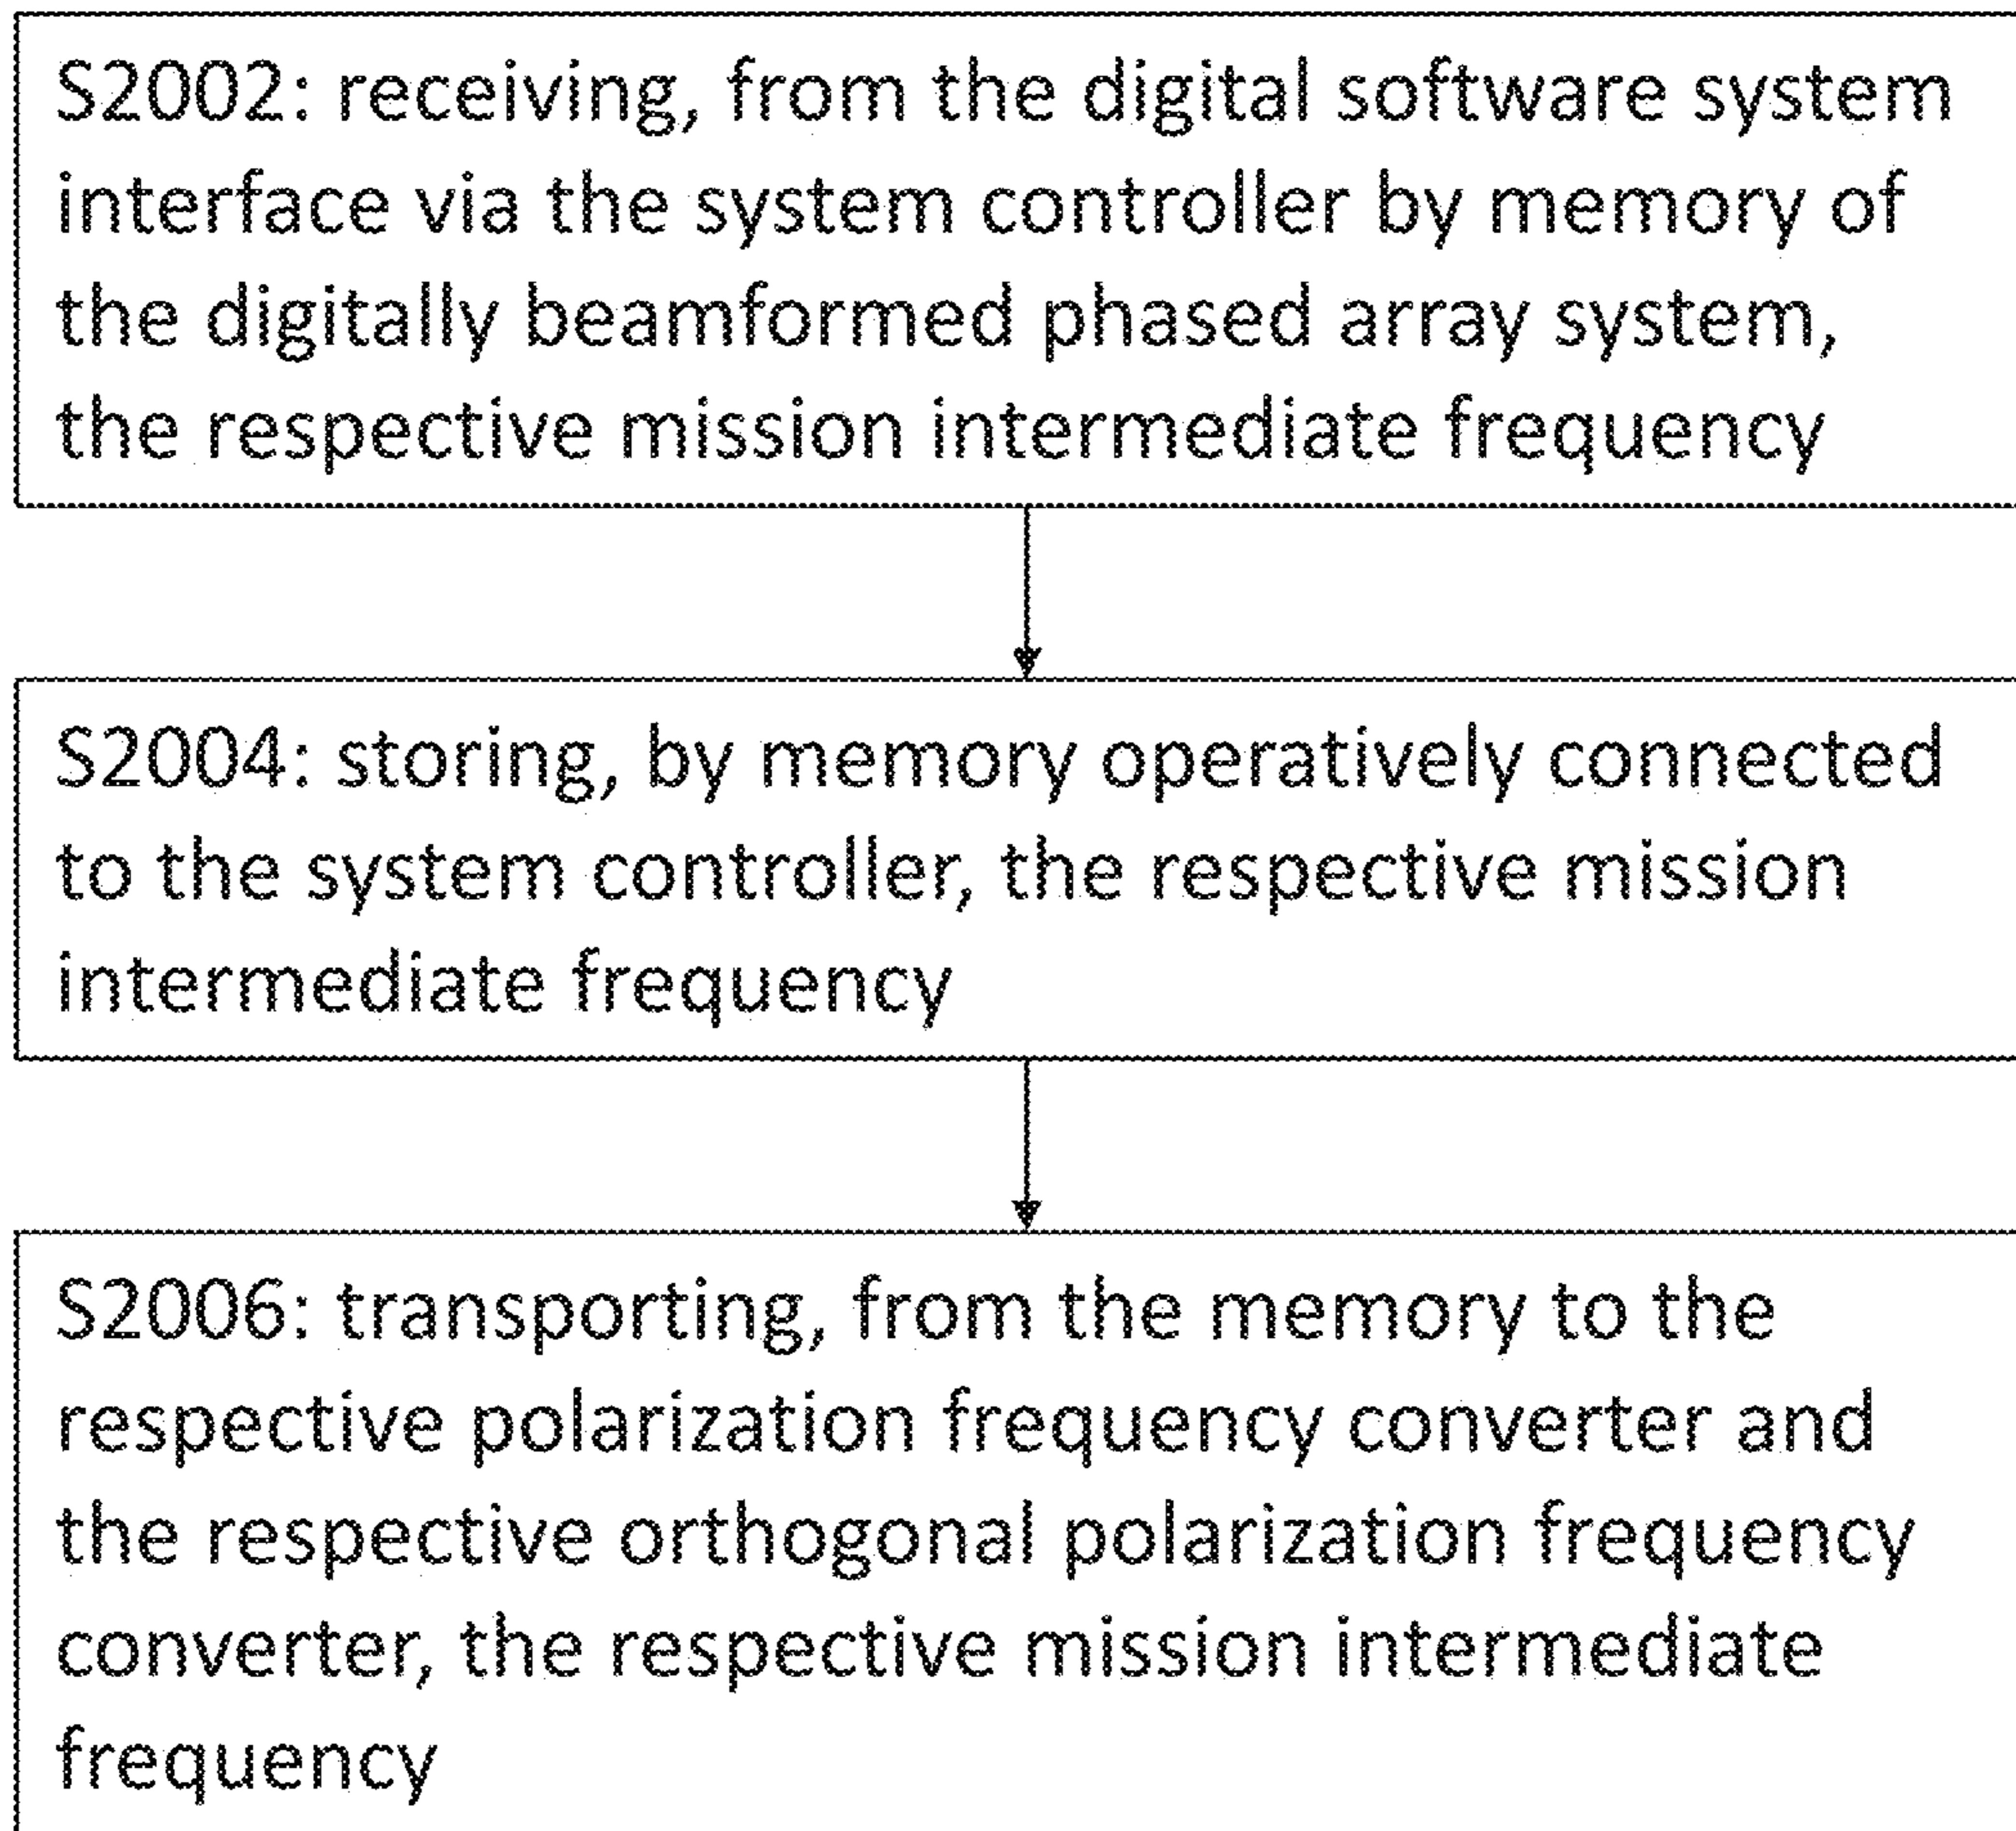 S2002: receiving, from the digital software system
interface via the system controller by memory of
the digitally beamformed phased array system,
the respective mission intermediate frequency
S2004: storing, by memory operatively connected
to the system controller, the respective mission
intermediate frequency
S2006: transporting, from the memory to the
respective polarization frequency converter and
the respective orthogonal polarization frequency
converter, the respective mission intermediate
frequency